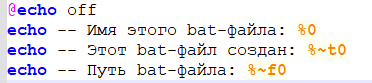 @echo off
echo -- Имя этого bat-файла: %0
echo -- Этот bat-файл создан: %~t0
echo -- Путь bat-файла: %~f0